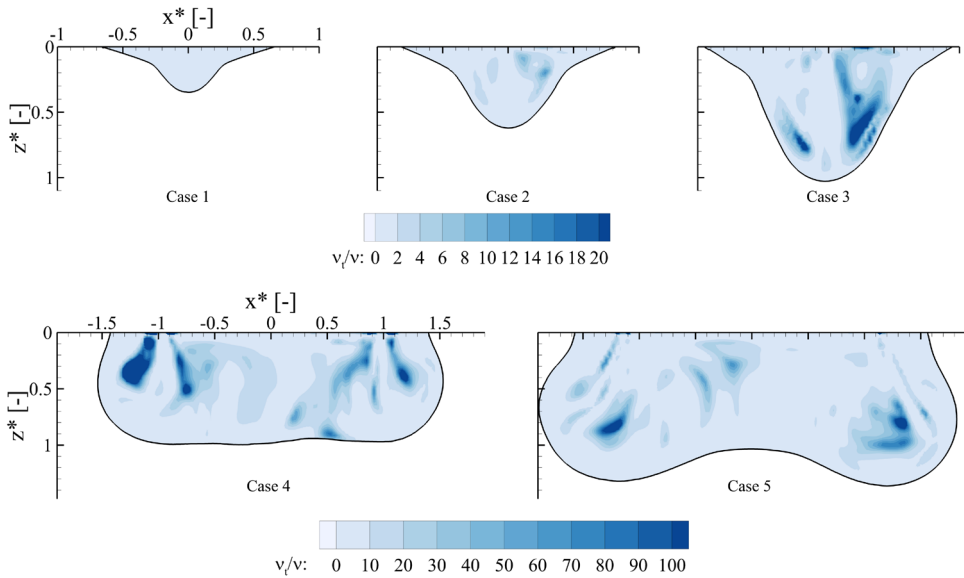 x* [-]
-1 -0.5 0 0.5 1
0
0.5
1
z* [-]
Case 1
Case 2
Case 3
νt/ν: 0 2 4 6 8 10 12 14 16 18 20
x* [-]
-1.5 -1 -0.5 0 0.5 1 1.5
0
0.5
1
z* [-]
Case 4
Case 5
νt/ν: 0 10 20 30 40 50 60 70 80 90 100